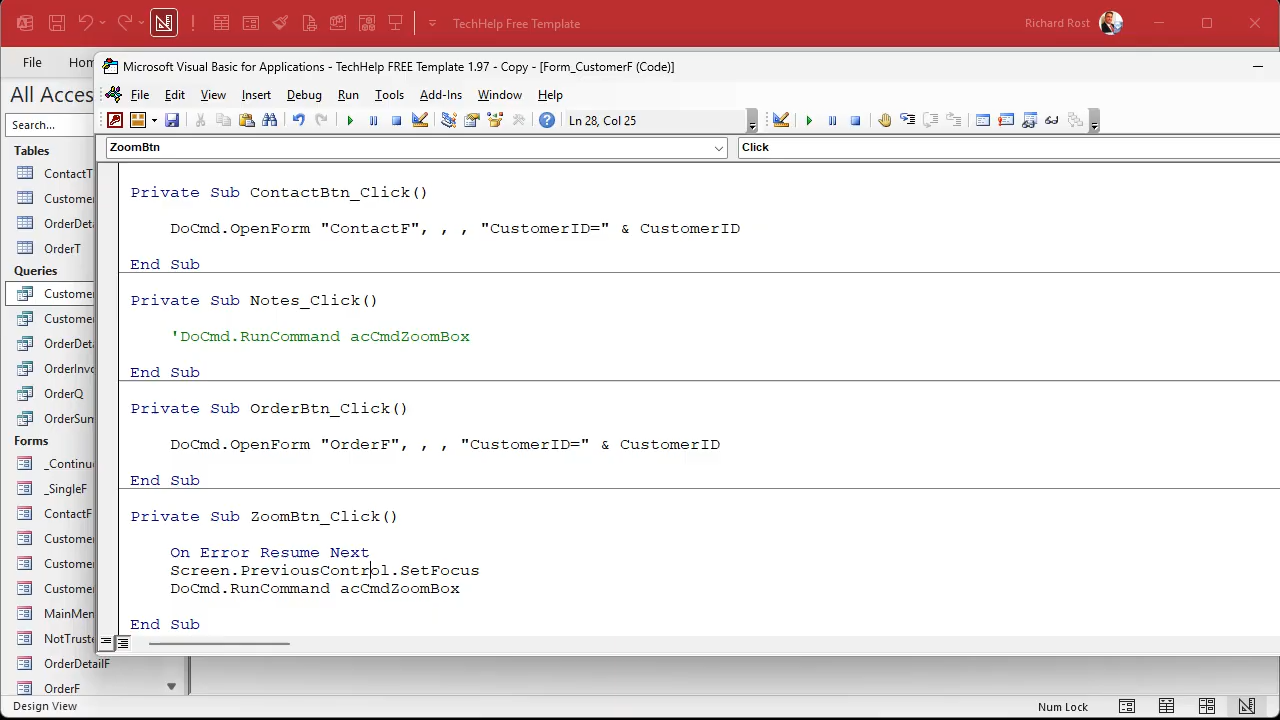 TechHelp Free Template
Richard Rost
File
Hom
Microsoft Visual Basic for Applications - TechHelp FREE Template 1.97 - Copy - [Form_CustomerF (Code)]
File Edit View Insert Debug Run Tools Add-Ins Window Help
Ln 28, Col 25
ZoomBtn
Click
All Acces
Search...
Tables
ContactT
Custome
OrderDeta
OrderT
Queries
Custome
Custome
OrderDeta
OrderInvo
OrderQ
OrderSum
Forms
_Continuo
_SingleF
ContactF
Custome
Custome
Custome
MainMen
NotTruste
OrderDetailF
OrderF
Private Sub ContactBtn_Click()
DoCmd.OpenForm "ContactF", , , "CustomerID=" & CustomerID
End Sub
Private Sub Notes_Click()
'DoCmd.RunCommand acCmdZoomBox
End Sub
Private Sub OrderBtn_Click()
DoCmd.OpenForm "OrderF", , , "CustomerID=" & CustomerID
End Sub
Private Sub ZoomBtn_Click()
On Error Resume Next
Screen.PreviousControl.SetFocus
DoCmd.RunCommand acCmdZoomBox
End Sub
Design View
Num Lock